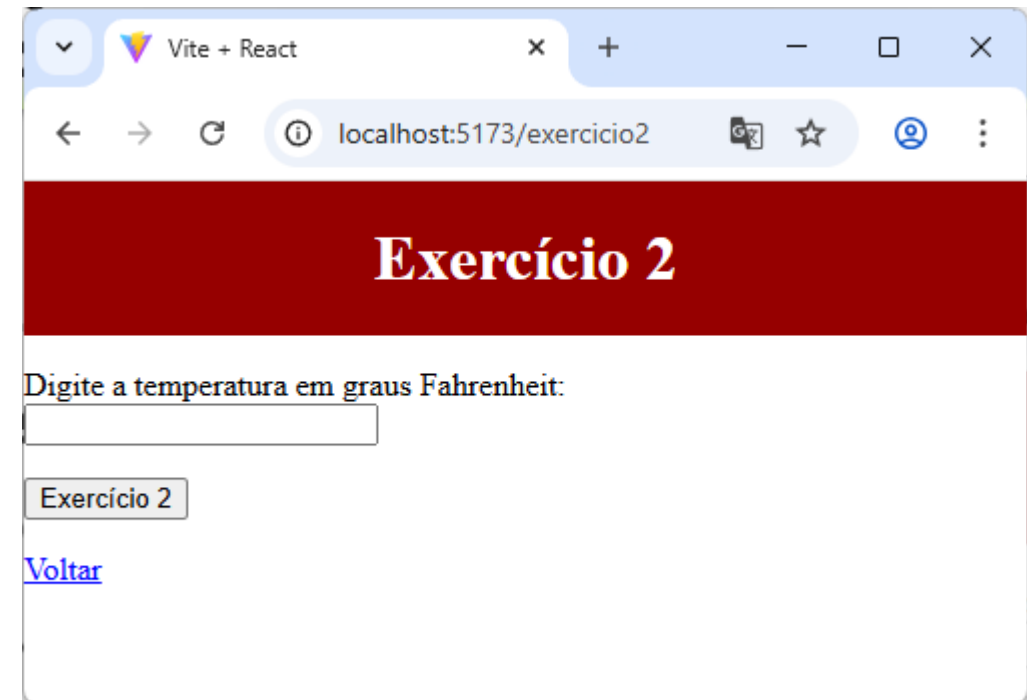 Vite + React
localhost:5173/exercicio2
Exercício 2
Digite a temperatura em graus Fahrenheit:
Exercício 2
Voltar